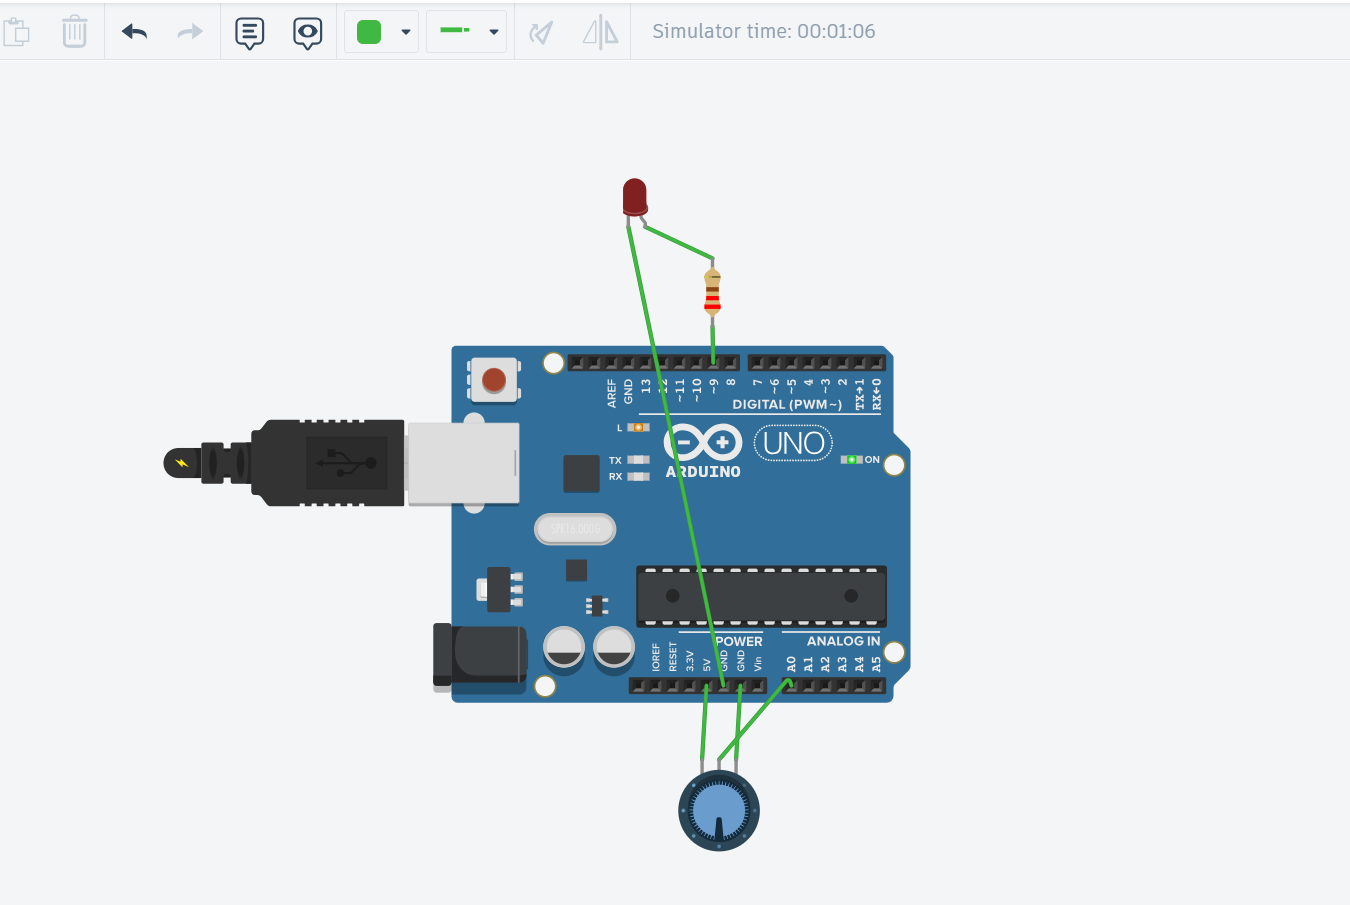 Simulator time: 00:01:06
AREF
GND
13
12
~11
~10
~9
8
7
~6
~5
4
~3
2
TX→1
RX←0
DIGITAL (PWM~)
L
TX
RX
ARDUINO
UNO
ON
SPK16.000G
POWER
ANALOG IN
IOREF
RESET
3.3V
5V
GND
GND
Vin
A0
A1
A2
A3
A4
A5